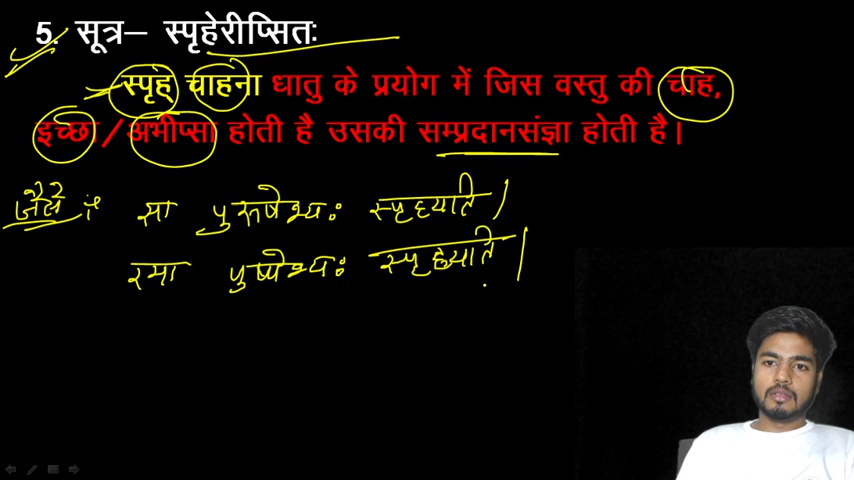 5. सूत्र– स्पृहेरीप्सितः
स्पृह चाहना धातु के प्रयोग में जिस वस्तु की चाह,
इच्छा/अभीप्सा होती है उसकी सम्प्रदानसंज्ञा होती है।
जैसे :- सा पुरुषेभ्यः स्पृहयति।
रमा पुष्पेभ्यः स्पृहयति।